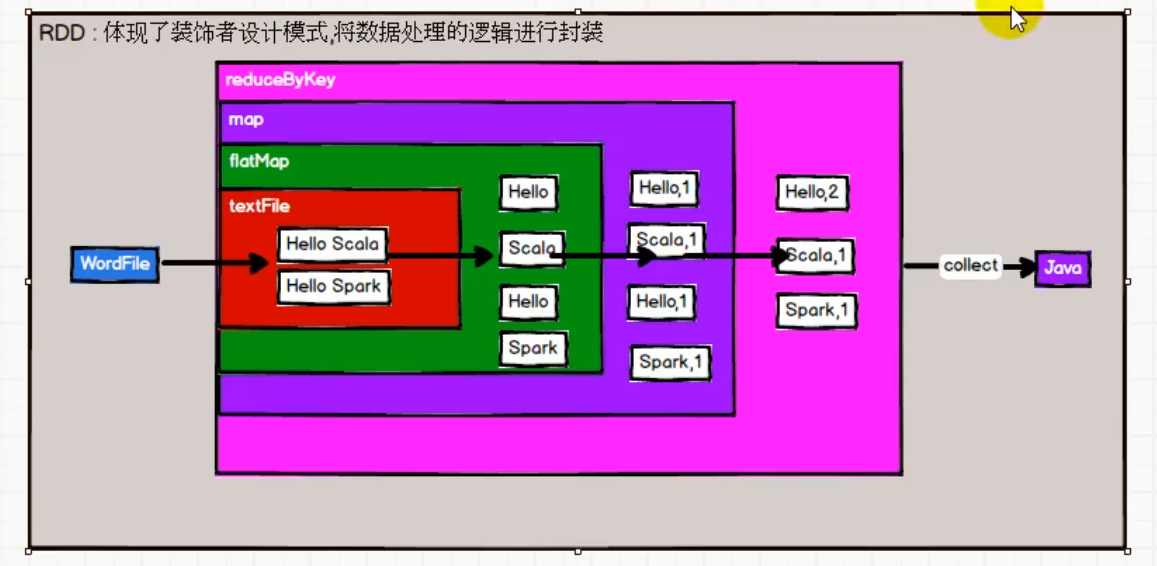 RDD : 体现了装饰者设计模式,将数据处理的逻辑进行封装
reduceByKey
map
flatMap
textFile
WordFile
Hello Scala
Hello Spark
Hello
Scala
Hello
Spark
Hello,1
Scala,1
Hello,1
Spark,1
Hello,2
Scala,1
Spark,1
collect
Java